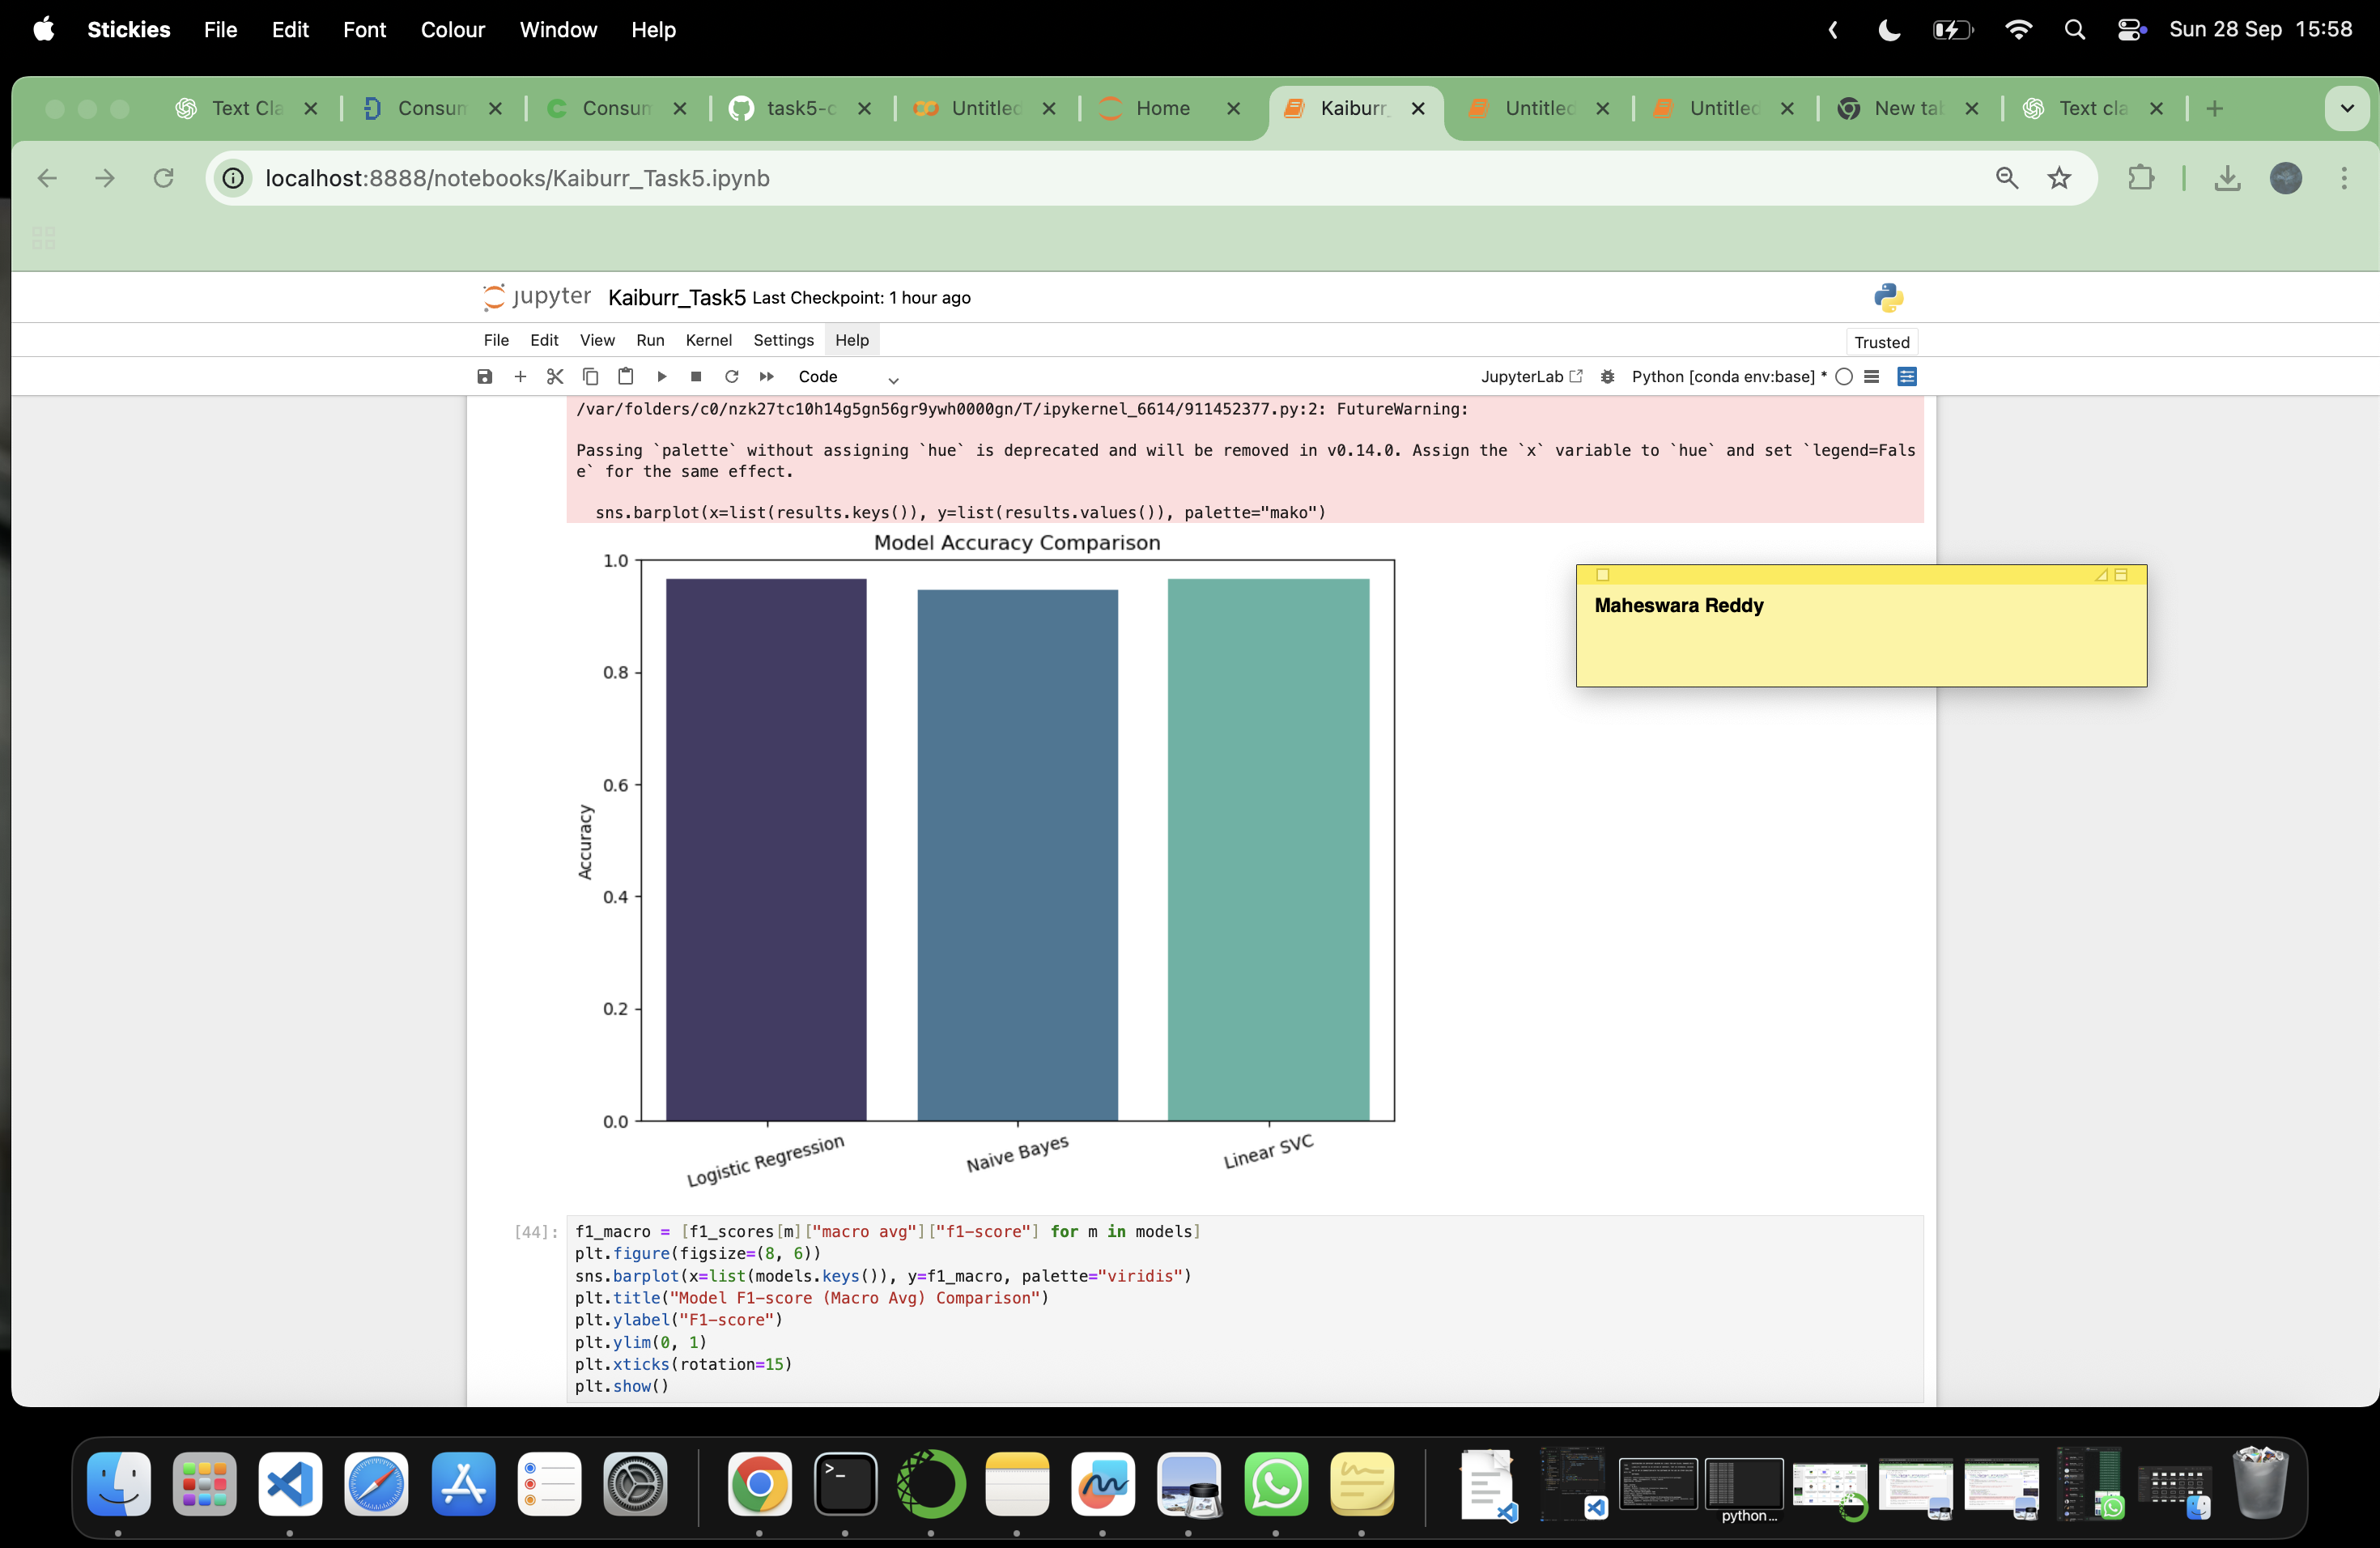 Stickies File Edit Font Colour Window Help Sun 28 Sep 15:58
Text Cla Consum Consum task5-c Untitled Home Kaiburr_ Untitled Untitled New tab Text cla
localhost:8888/notebooks/Kaiburr_Task5.ipynb
jupyter Kaiburr_Task5 Last Checkpoint: 1 hour ago
File Edit View Run Kernel Settings Help Trusted
Code JupyterLab Python [conda env:base] *
/var/folders/c0/nzk27tc10h14g5gn56gr9ywh0000gn/T/ipykernel_6614/911452377.py:2: FutureWarning:
Passing `palette` without assigning `hue` is deprecated and will be removed in v0.14.0. Assign the `x` variable to `hue` and set `legend=Fals
e` for the same effect.
sns.barplot(x=list(results.keys()), y=list(results.values()), palette="mako")
Model Accuracy Comparison
1.0
0.8
0.6
0.4
0.2
0.0
Accuracy
Logistic Regression Naive Bayes Linear SVC
Maheswara Reddy
[44]: f1_macro = [f1_scores[m]["macro avg"]["f1-score"] for m in models]
plt.figure(figsize=(8, 6))
sns.barplot(x=list(models.keys()), y=f1_macro, palette="viridis")
plt.title("Model F1-score (Macro Avg) Comparison")
plt.ylabel("F1-score")
plt.ylim(0, 1)
plt.xticks(rotation=15)
plt.show()
python...